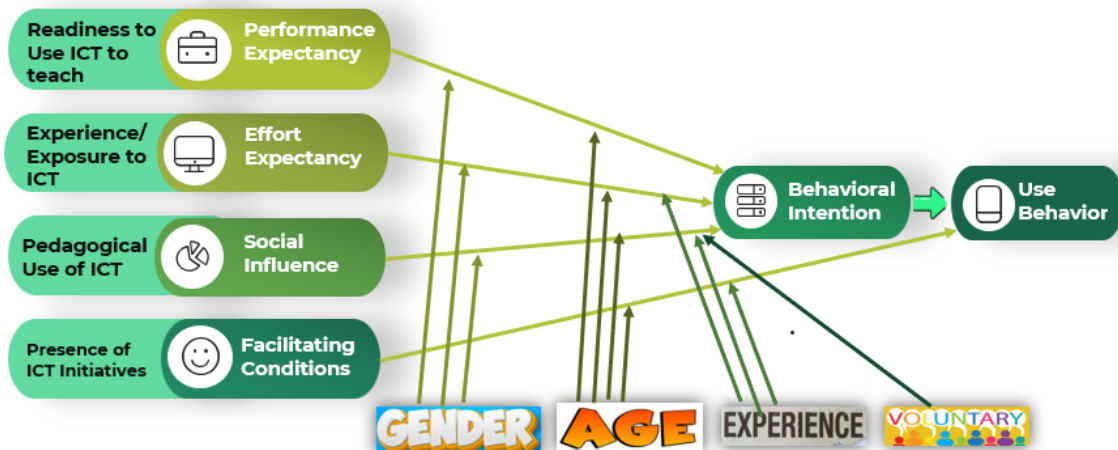 Readiness to
Use ICT to
teach
Performance
Expectancy
Experience/
Exposure to
ICT
Effort
Expectancy
Pedagogical
Use of ICT
Social
Influence
Presence of
ICT Initiatives
Facilitating
Conditions
Behavioral
Intention
Use
Behavior
GENDER
AGE
EXPERIENCE
VOLUNTARY